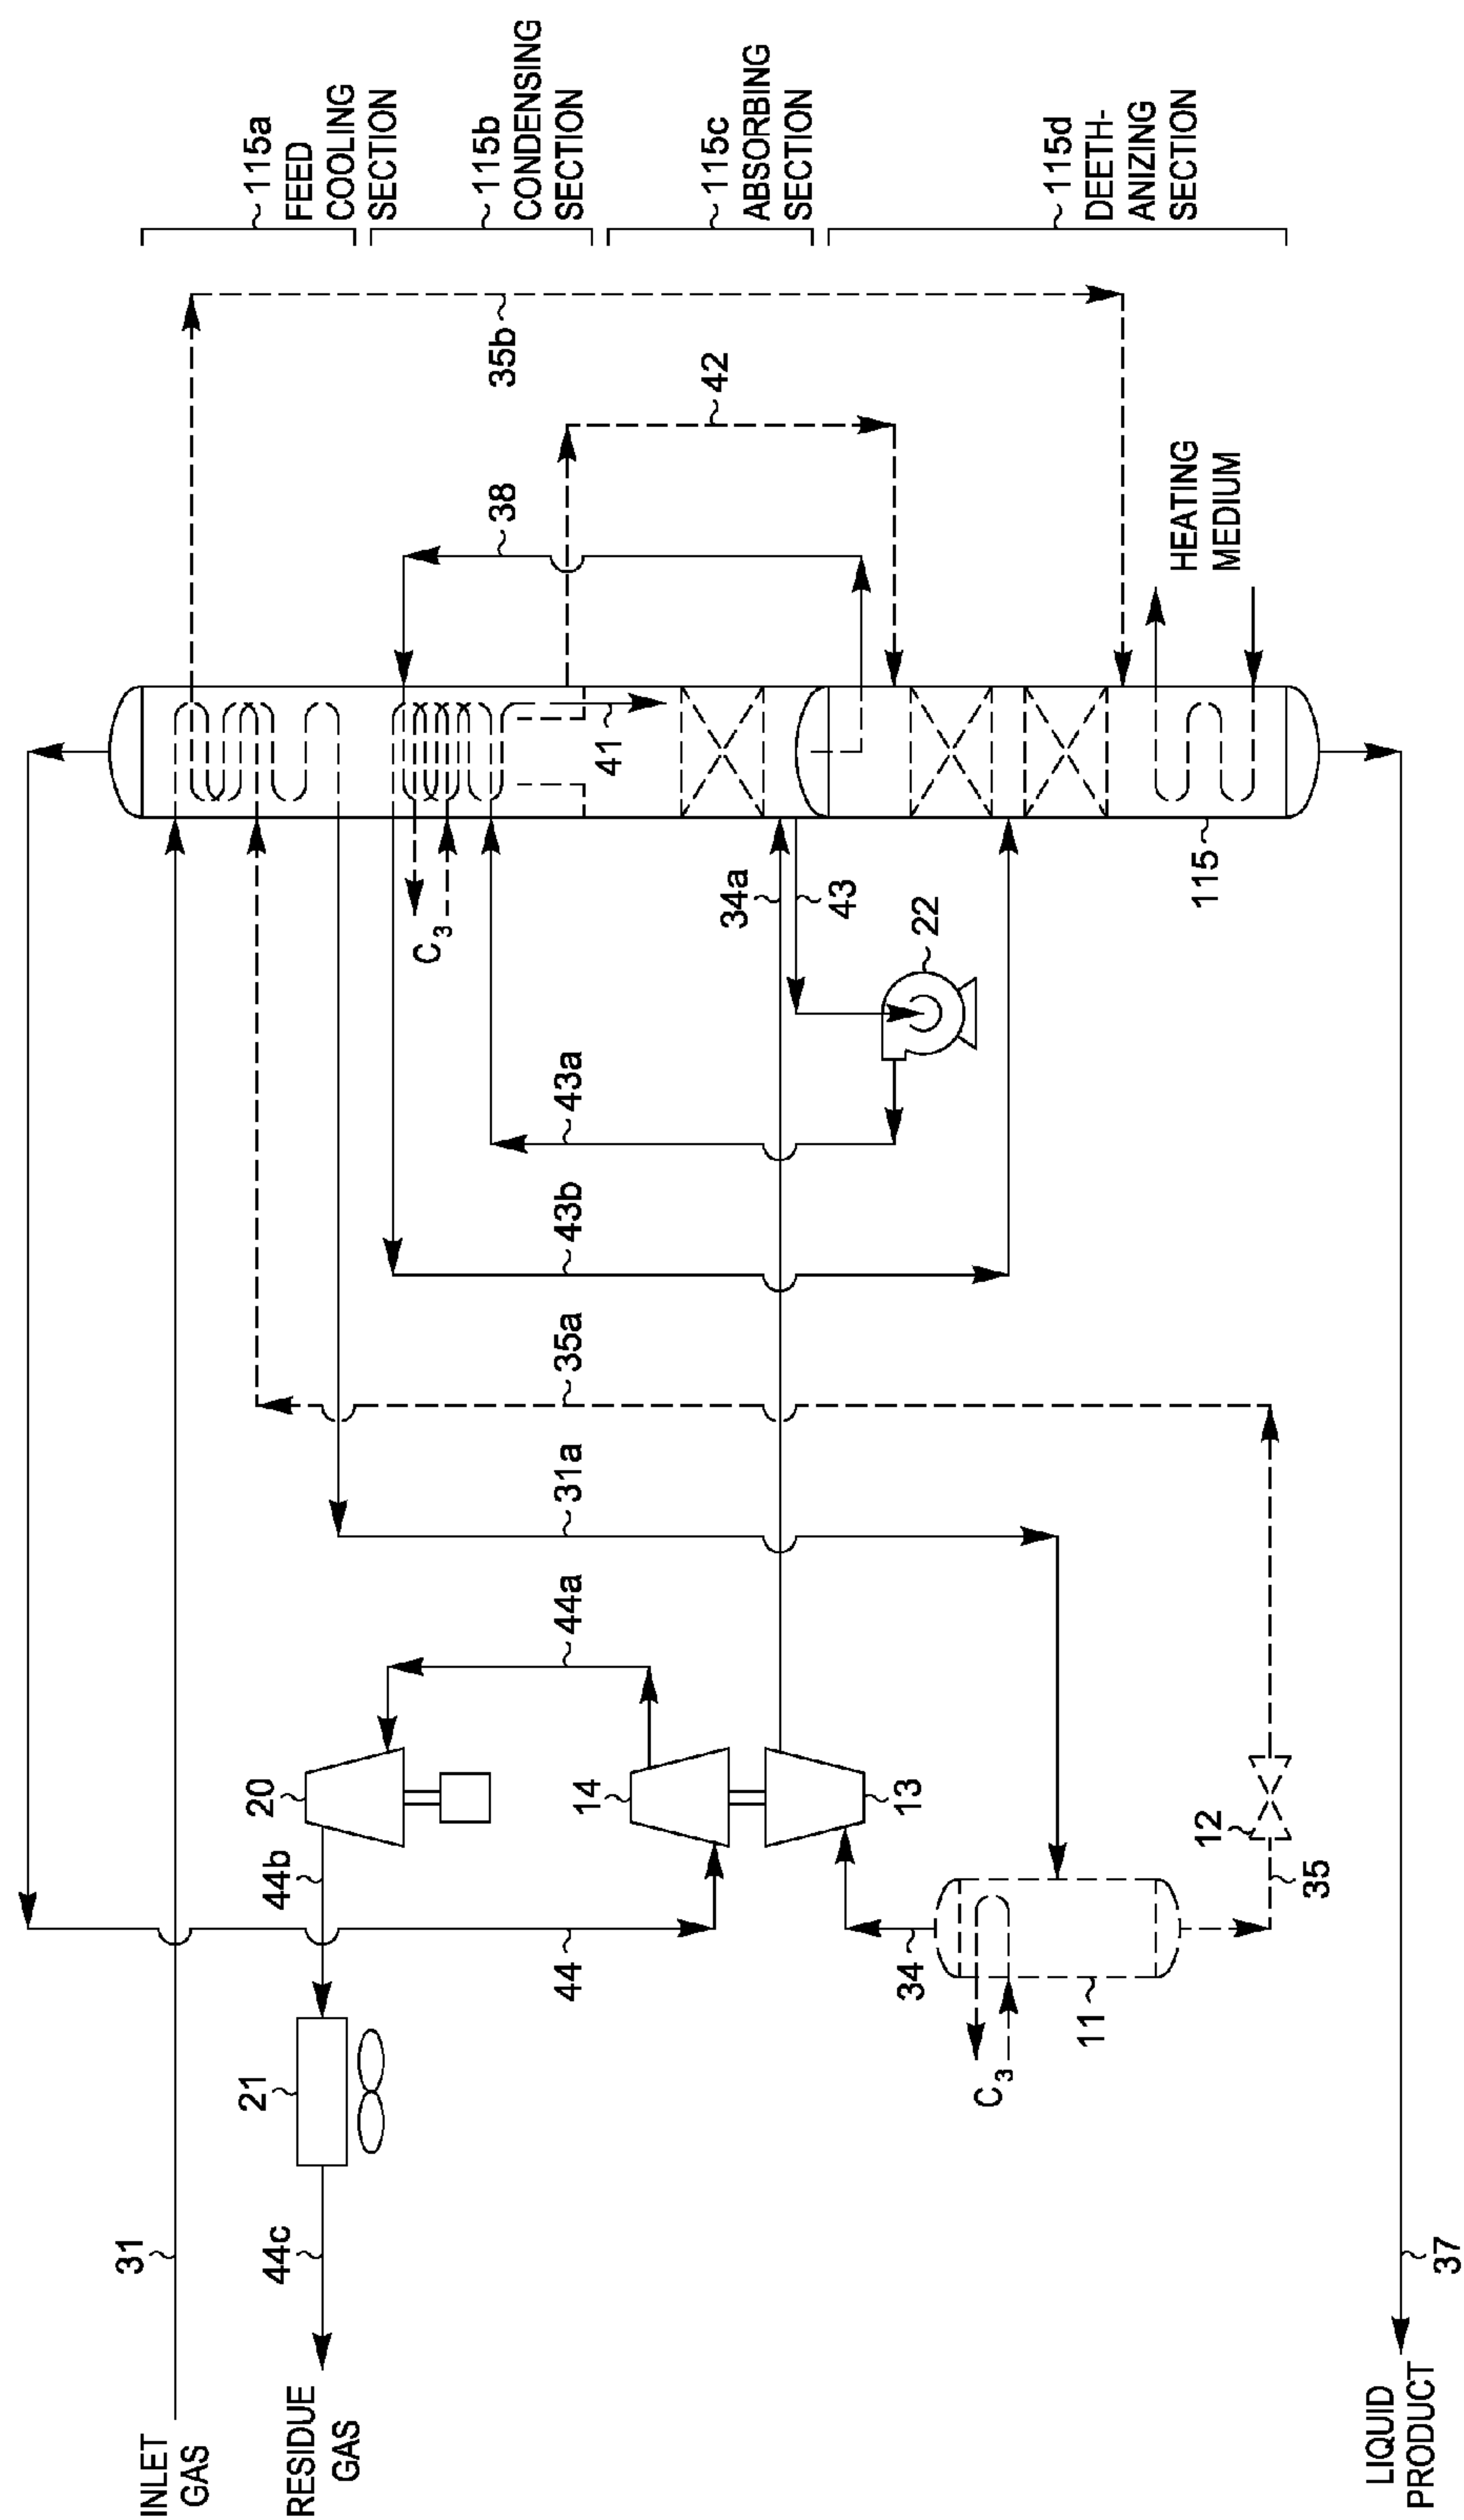 115a
FEED
COOLING
SECTION
115b
CONDENSING
SECTION
115c
ABSORBING
SECTION
115d
DEETH-
ANIZING
SECTION
35b
42
38
HEATING
MEDIUM
41
C3
34a
43
22
115
43a
43b
35a
31a
44a
20
14
13
12
35
44b
44
34
11
C3
21
31
44c
37
INLET
GAS
RESIDUE
GAS
LIQUID
PRODUCT